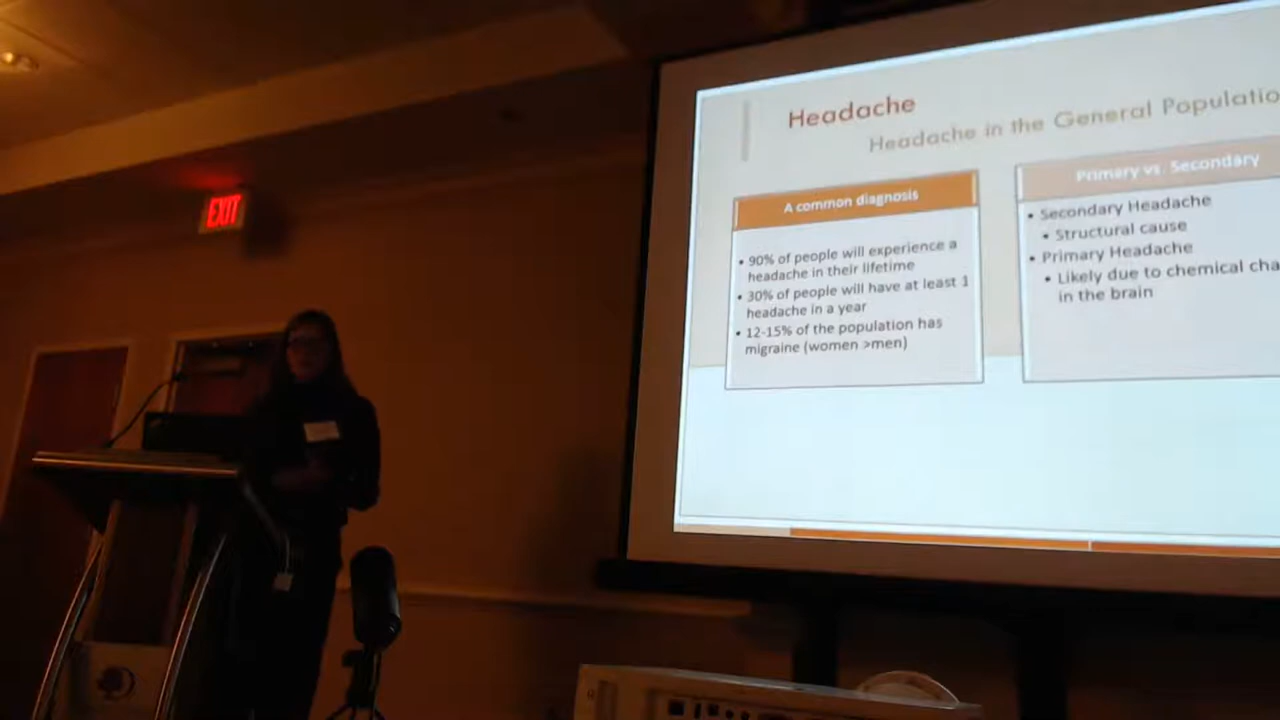 EXIT
Headache
Headache in the General Populatio
A common diagnosis
• 90% of people will experience a
headache in their lifetime
• 30% of people will have at least 1
headache in a year
• 12-15% of the population has
migraine (women >men)
Primary vs. Secondary
• Secondary Headache
• Structural cause
• Primary Headache
• Likely due to chemical cha
in the brain